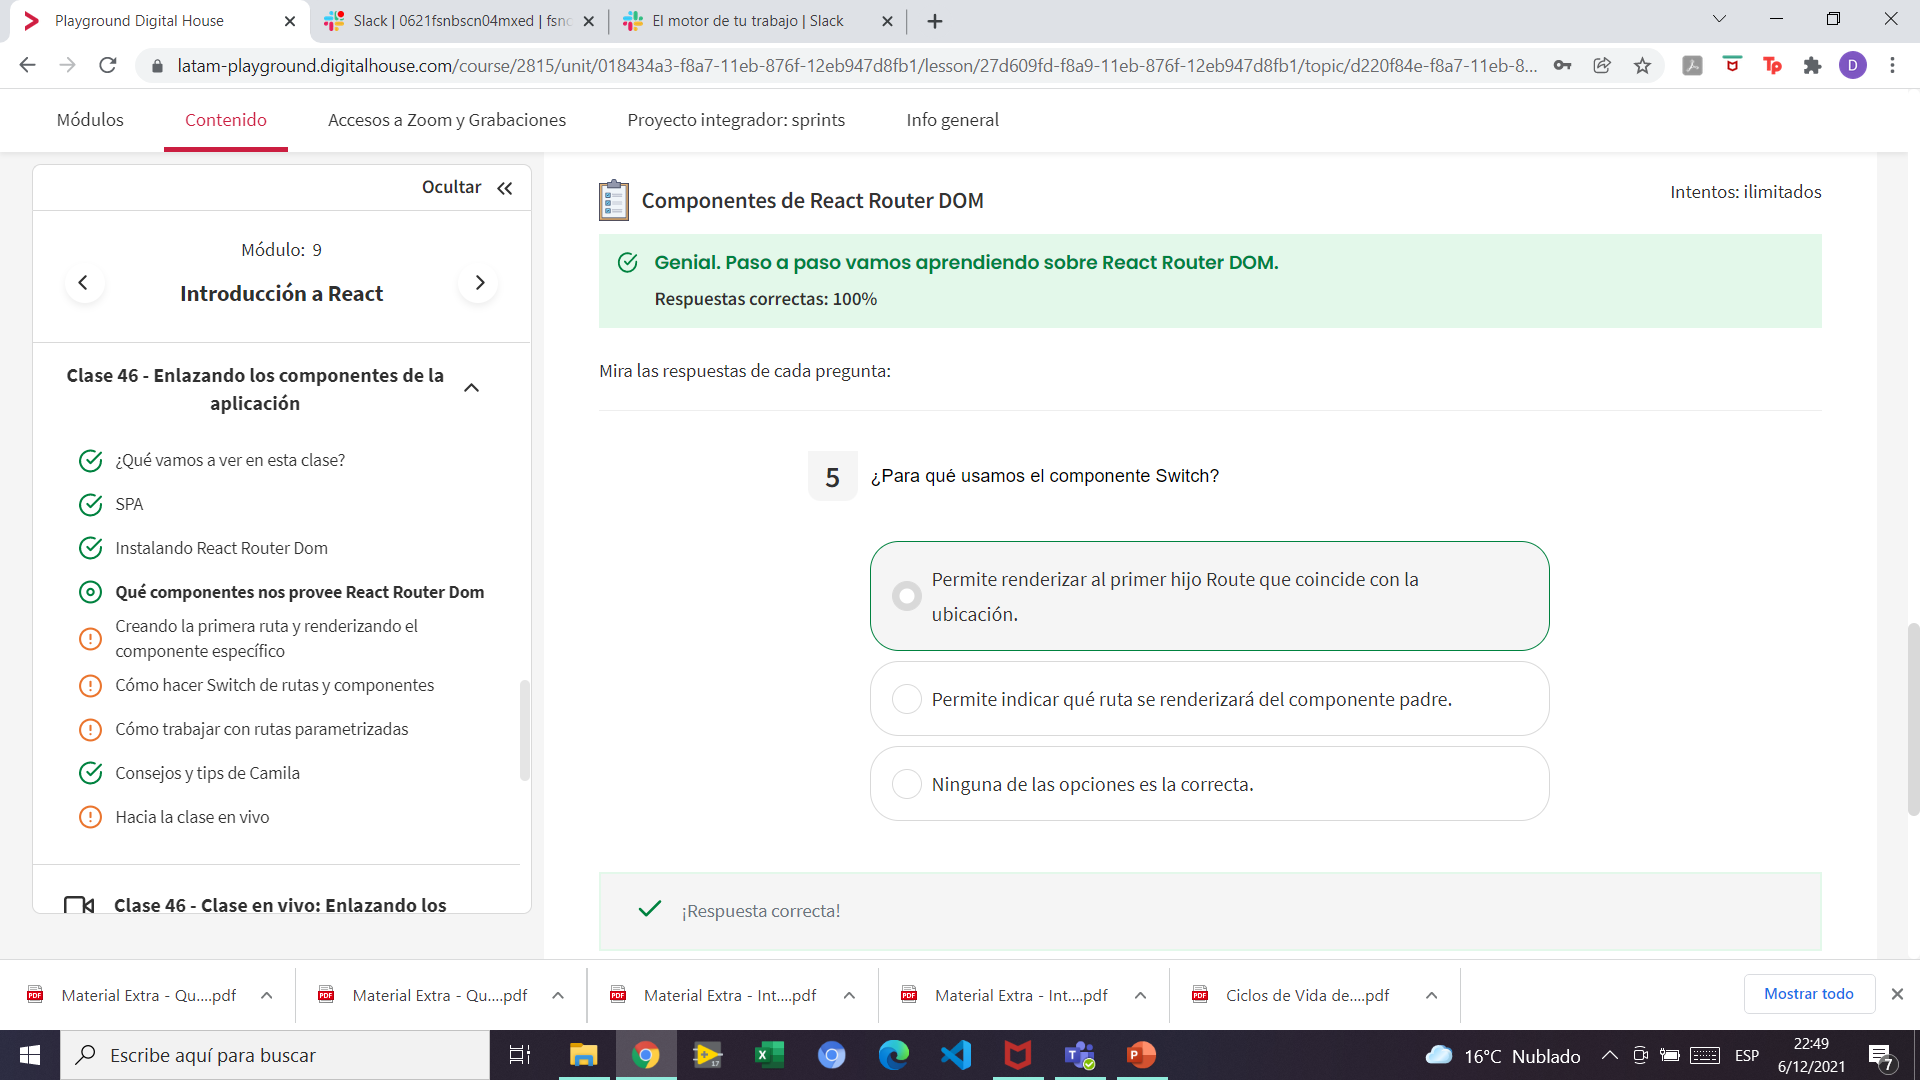 Playground Digital House
Slack | 0621fsnbscn04mxed | fsnc
El motor de tu trabajo | Slack
latam-playground.digitalhouse.com/course/2815/unit/018434a3-f8a7-11eb-876f-12eb947d8fb1/lesson/27d609fd-f8a9-11eb-876f-12eb947d8fb1/topic/d220f84e-f8a7-11eb-8...
Tp
D
Módulos
Contenido
Accesos a Zoom y Grabaciones
Proyecto integrador: sprints
Info general
Ocultar
Módulo: 9
Introducción a React
Clase 46 - Enlazando los componentes de la
aplicación
¿Qué vamos a ver en esta clase?
SPA
Instalando React Router Dom
Qué componentes nos provee React Router Dom
Creando la primera ruta y renderizando el
componente específico
Cómo hacer Switch de rutas y componentes
Cómo trabajar con rutas parametrizadas
Consejos y tips de Camila
Hacia la clase en vivo
Clase 46 - Clase en vivo: Enlazando los
Componentes de React Router DOM
Intentos: ilimitados
Genial. Paso a paso vamos aprendiendo sobre React Router DOM.
Respuestas correctas: 100%
Mira las respuestas de cada pregunta:
5
¿Para qué usamos el componente Switch?
Permite renderizar al primer hijo Route que coincide con la
ubicación.
Permite indicar qué ruta se renderizará del componente padre.
Ninguna de las opciones es la correcta.
¡Respuesta correcta!
PDF Material Extra - Qu....pdf
PDF Material Extra - Qu....pdf
PDF Material Extra - Int....pdf
PDF Material Extra - Int....pdf
PDF Ciclos de Vida de....pdf
Mostrar todo
Escribe aquí para buscar
16°C Nublado
ESP
22:49
6/12/2021
7